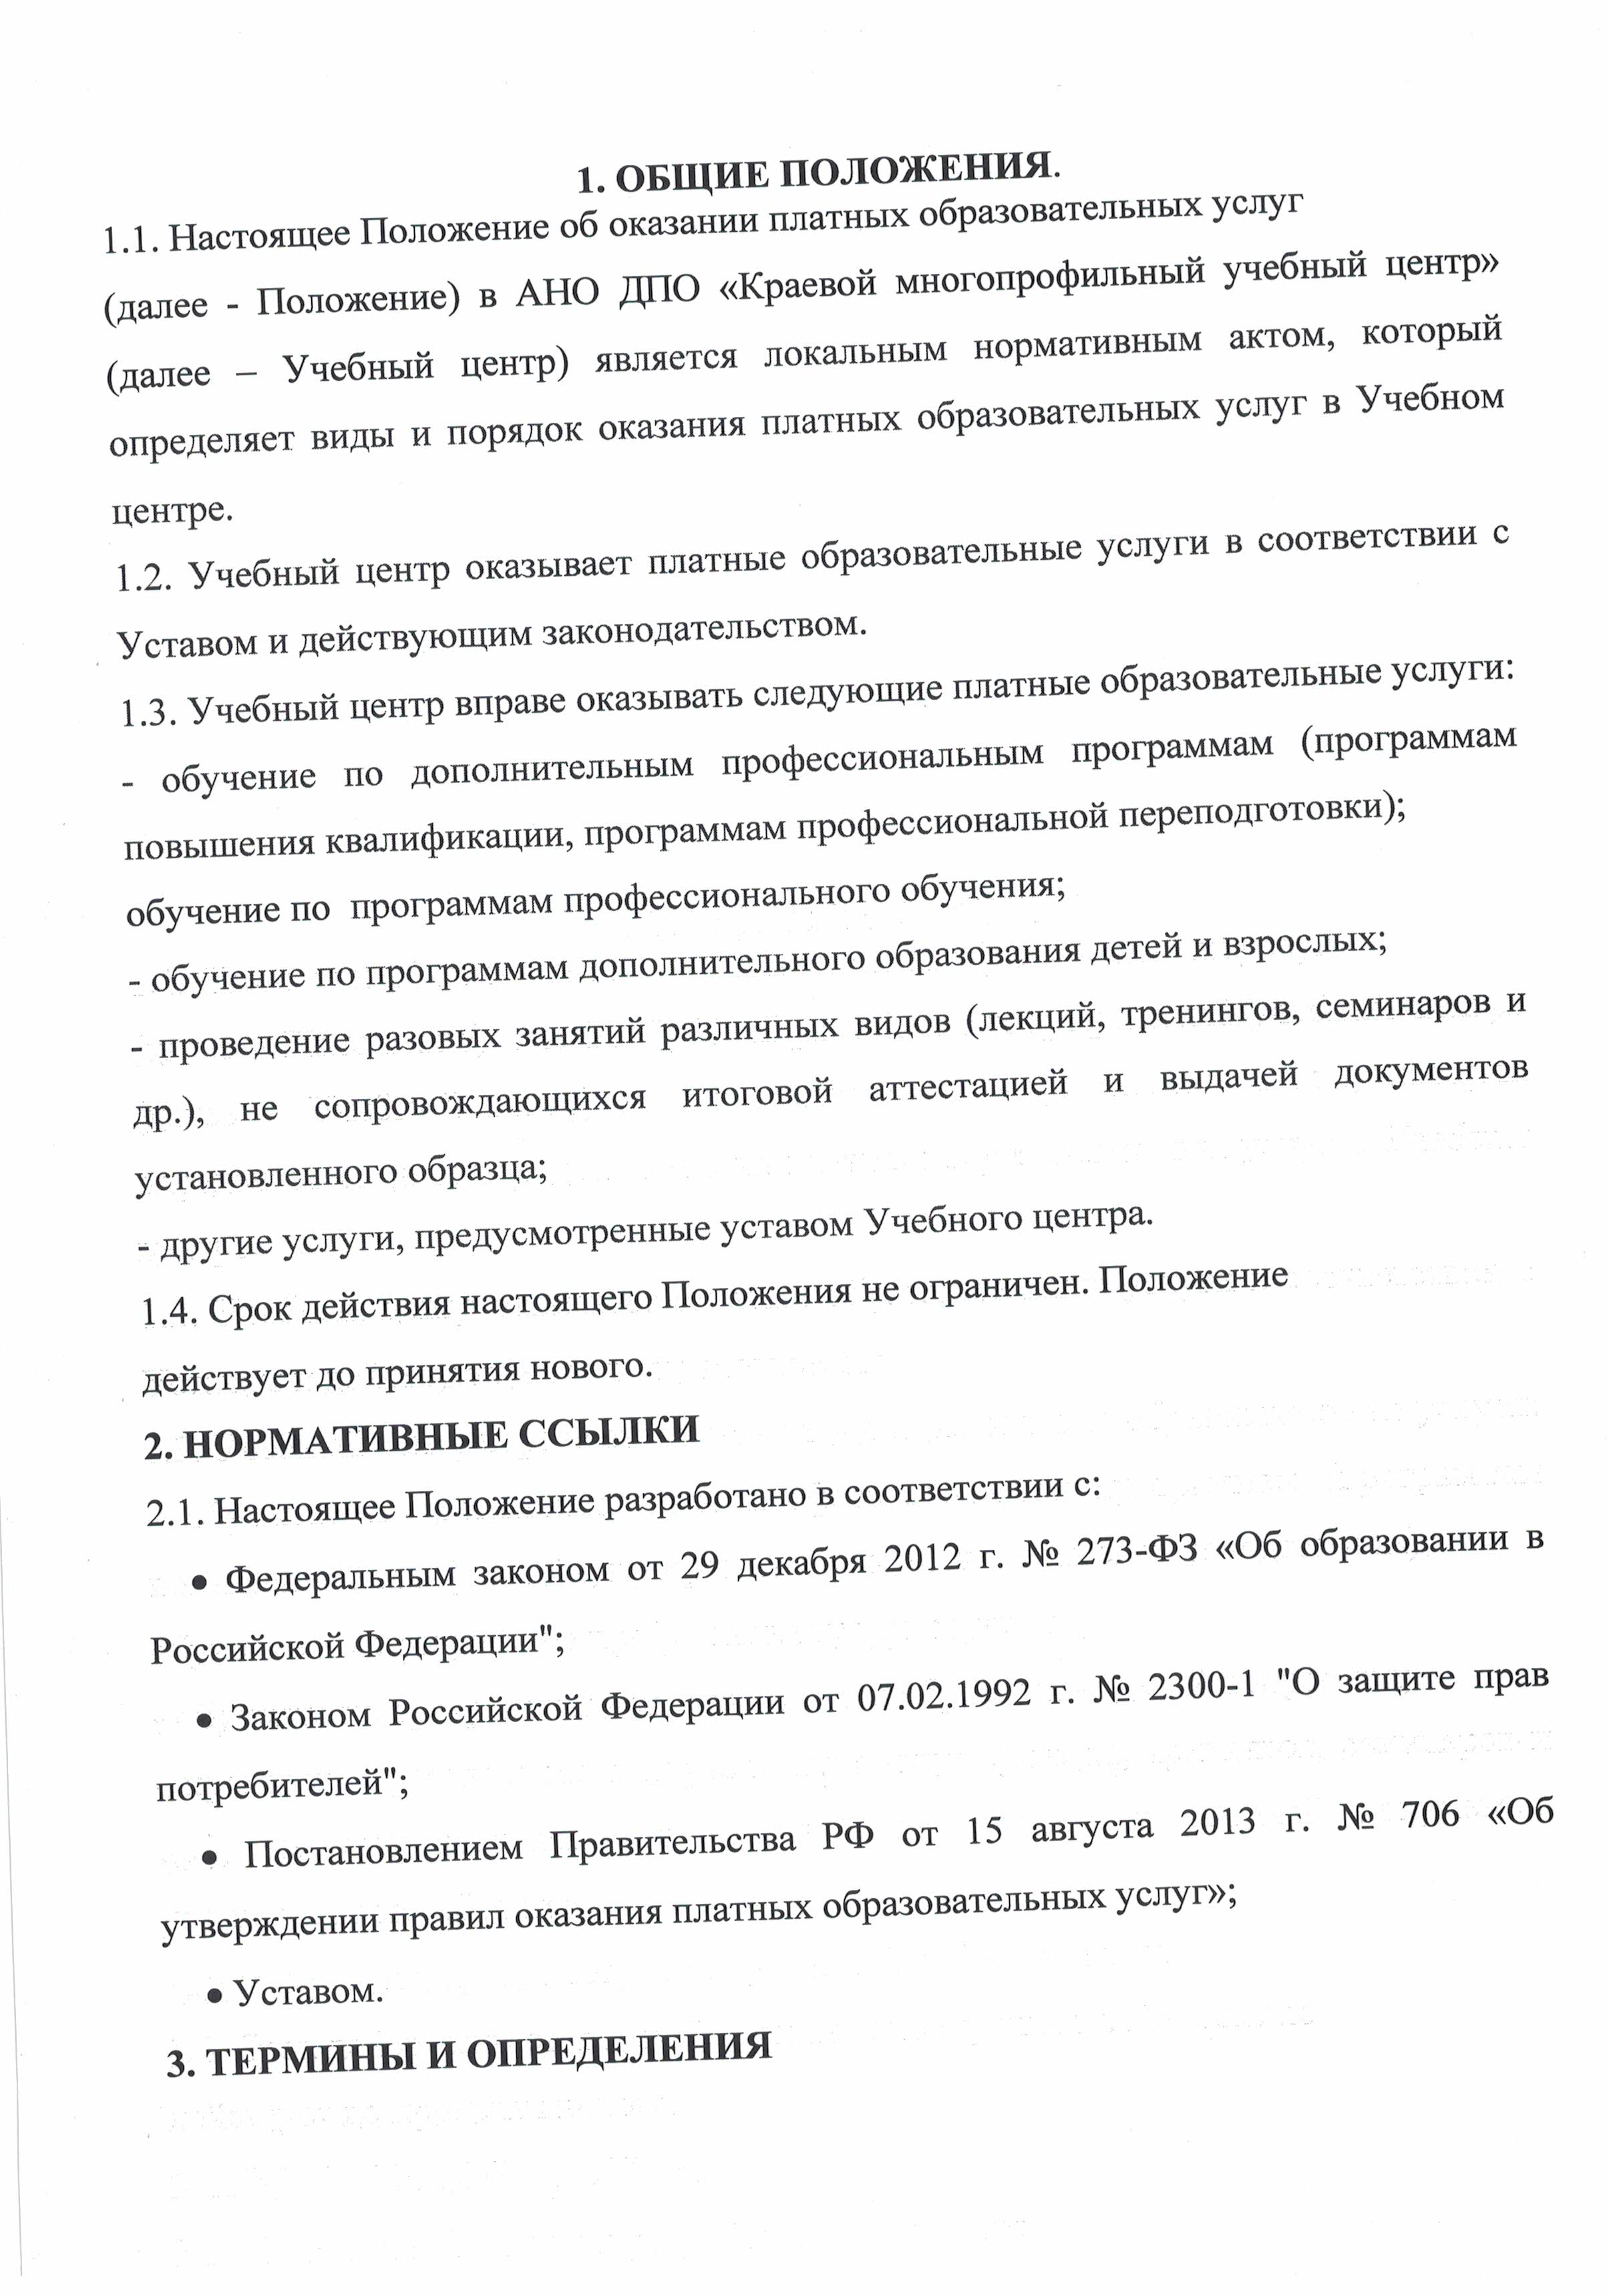 1. ОБЩИЕ ПОЛОЖЕНИЯ.
1.1. Настоящее Положение об оказании платных образовательных услуг
(далее - Положение) в АНО ДПО «Краевой многопрофильный учебный центр»
(далее – Учебный центр) является локальным нормативным актом, который
определяет виды и порядок оказания платных образовательных услуг в Учебном
центре.
1.2. Учебный центр оказывает платные образовательные услуги в соответствии с
Уставом и действующим законодательством.
1.3. Учебный центр вправе оказывать следующие платные образовательные услуги:
- обучение по дополнительным профессиональным программам (программам
повышения квалификации, программам профессиональной переподготовки);
обучение по программам профессионального обучения;
- обучение по программам дополнительного образования детей и взрослых;
- проведение разовых занятий различных видов (лекций, тренингов, семинаров и
др.), не сопровождающихся итоговой аттестацией и выдачей документов
установленного образца;
- другие услуги, предусмотренные уставом Учебного центра.
1.4. Срок действия настоящего Положения не ограничен. Положение
действует до принятия нового.
2. НОРМАТИВНЫЕ ССЫЛКИ
2.1. Настоящее Положение разработано в соответствии с:
• Федеральным законом от 29 декабря 2012 г. № 273-ФЗ «Об образовании в
Российской Федерации";
• Законом Российской Федерации от 07.02.1992 г. № 2300-1 "О защите прав
потребителей";
• Постановлением Правительства РФ от 15 августа 2013 г. № 706 «Об
утверждении правил оказания платных образовательных услуг»;
• Уставом.
3. ТЕРМИНЫ И ОПРЕДЕЛЕНИЯ